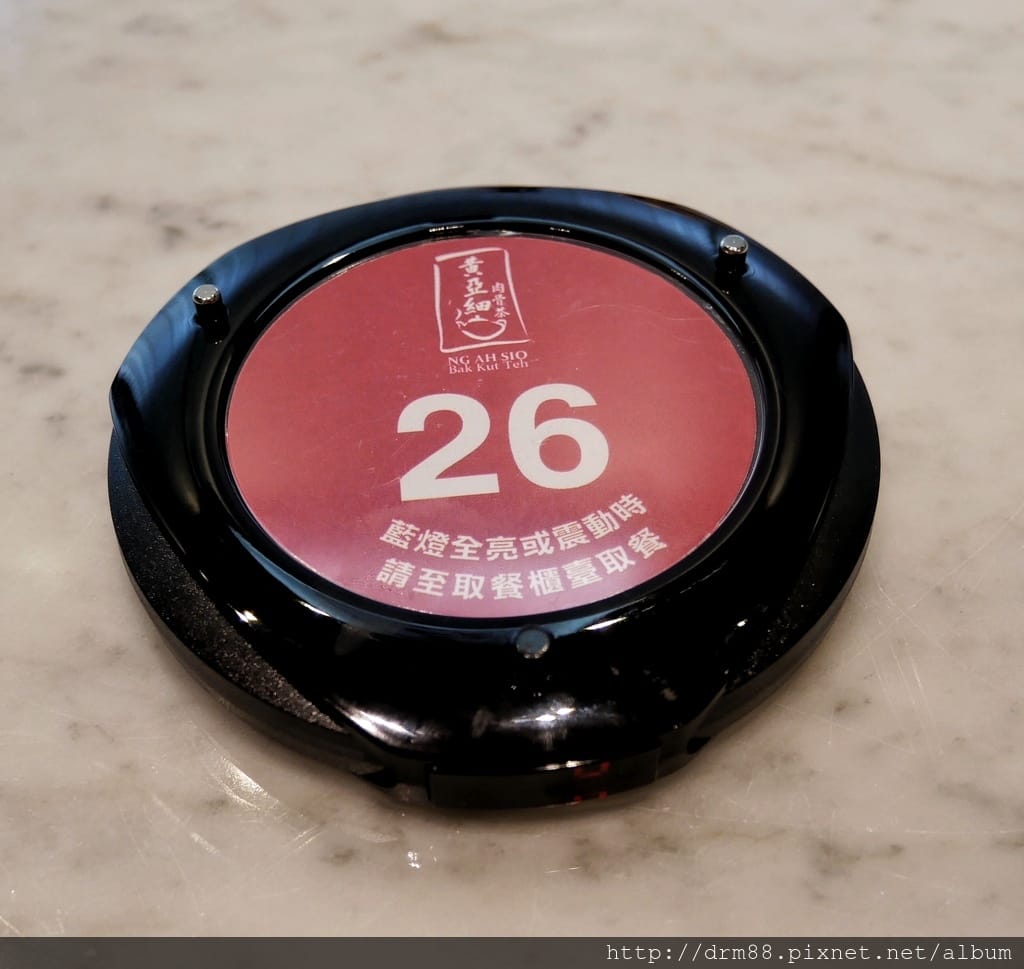 黃亞細
肉骨茶
NG AH SIO
Bak Kut Teh
26
藍燈全亮或震動時
請至取餐櫃臺取餐
http://drm88.pixnet.net/album